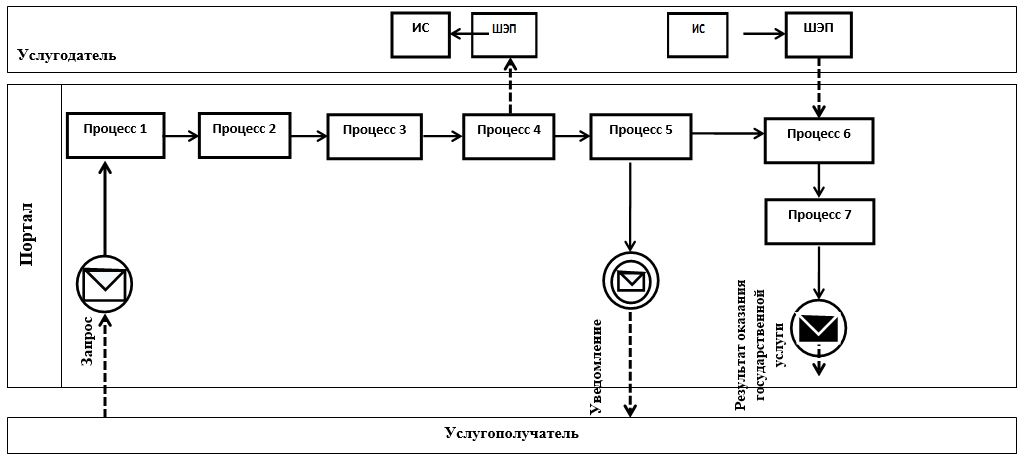 ИС
ШЭП
ИС
ШЭП
Услугодатель
Процесс 1
Процесс 2
Процесс 3
Процесс 4
Процесс 5
Процесс 6
Процесс 7
Портал
Запрос
Уведомление
Результат оказания
государственной
услуги
Услугополучатель